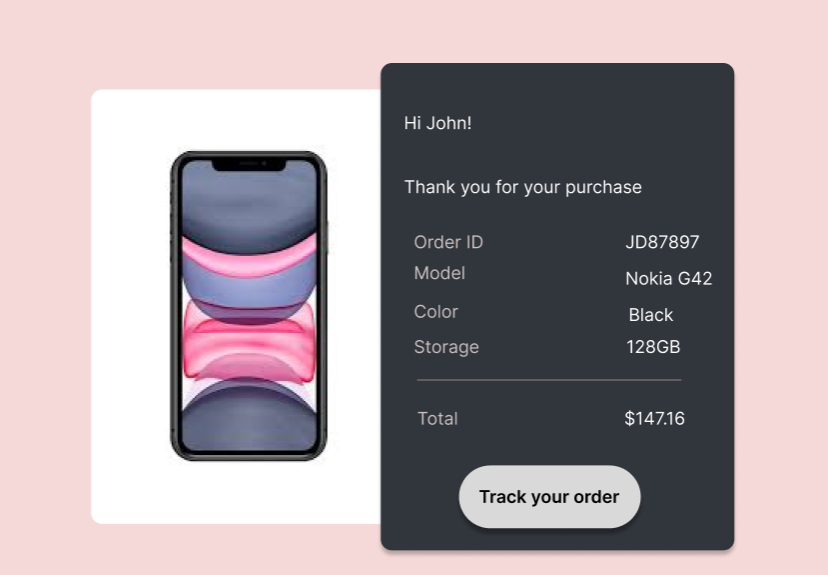 Hi John!
Thank you for your purchase
Order ID JD87897
Model Nokia G42
Color Black
Storage 128GB
Total $147.16
Track your order